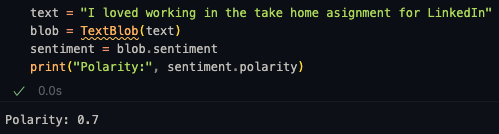 text = "I loved working in the take home asignment for LinkedIn"
blob = TextBlob(text)
sentiment = blob.sentiment
print("Polarity:", sentiment.polarity)
✓ 0.0s
Polarity: 0.7